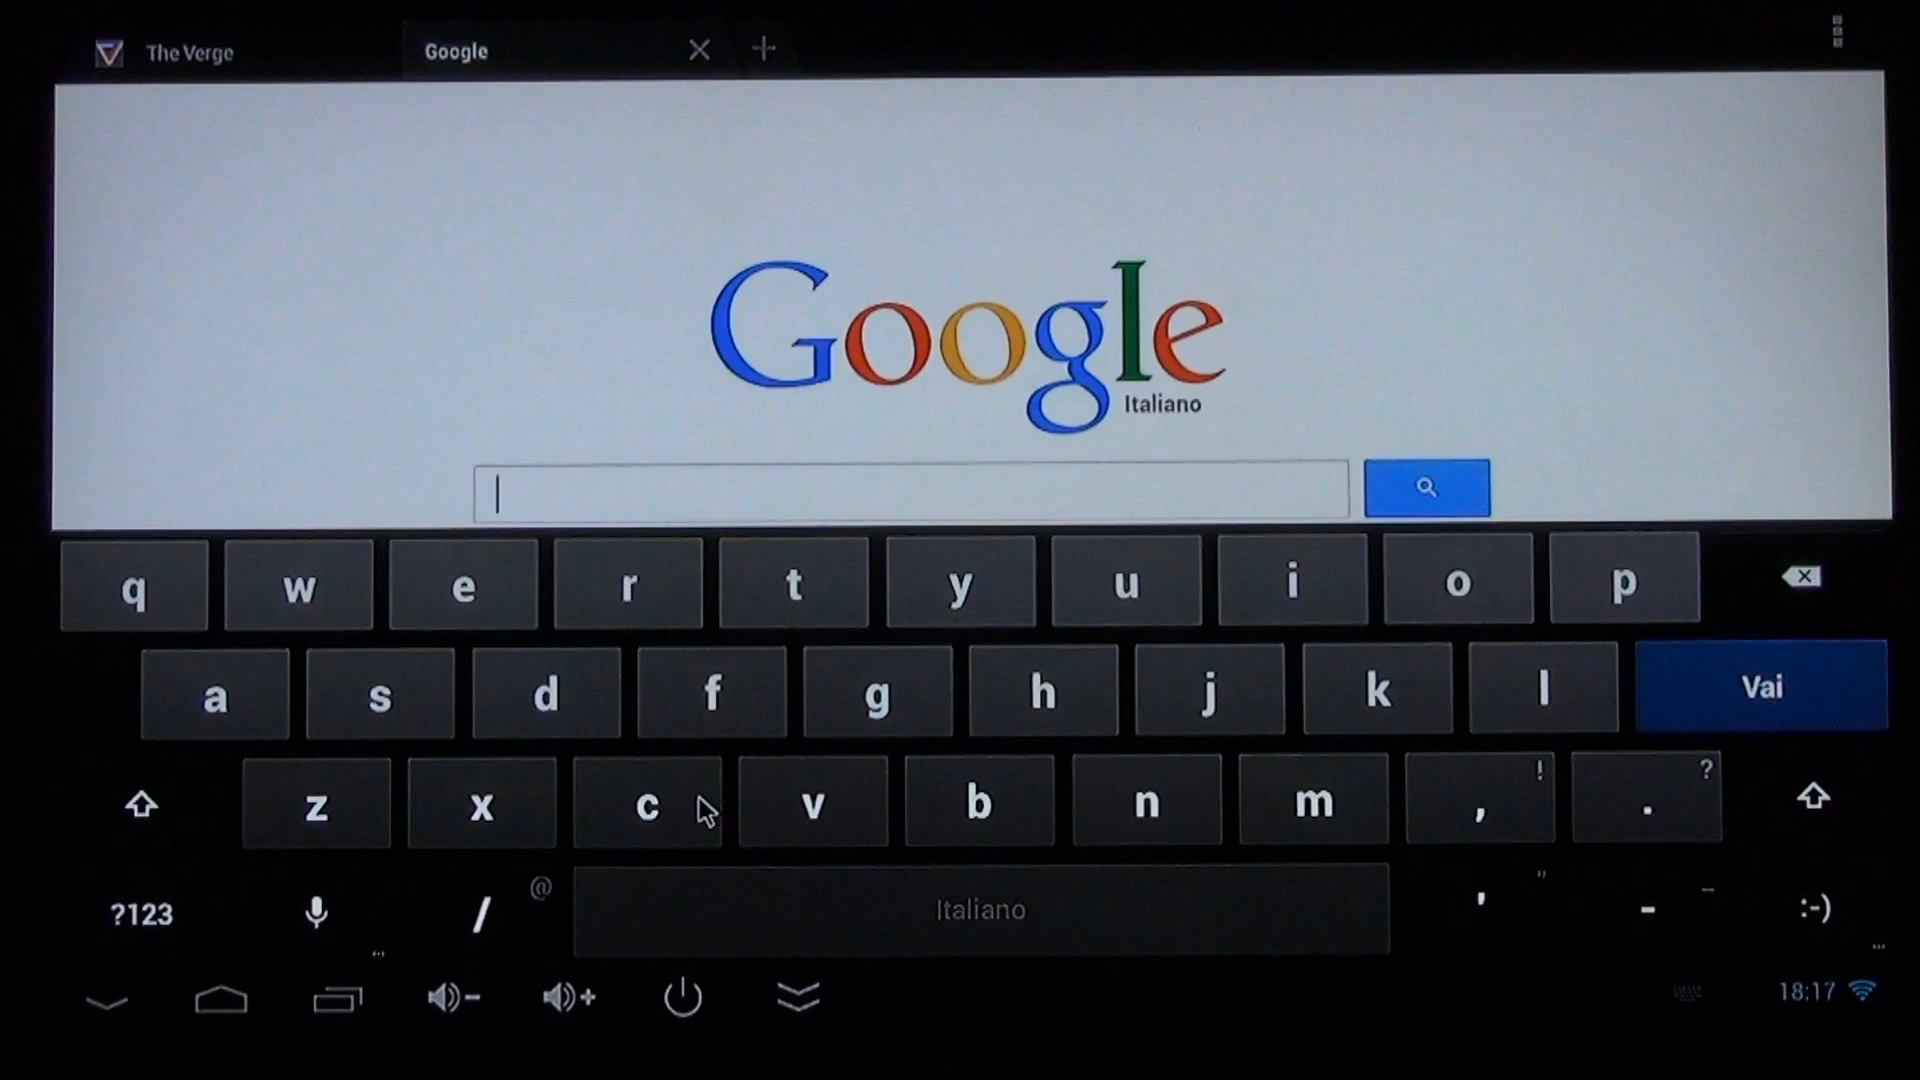 The Verge
Google
Google
Italiano
q w e r t y u i o p
a s d f g h j k l Vai
z x c v b n m , ! . ?
?123 / @ Italiano ' " - _ :-)
18:17